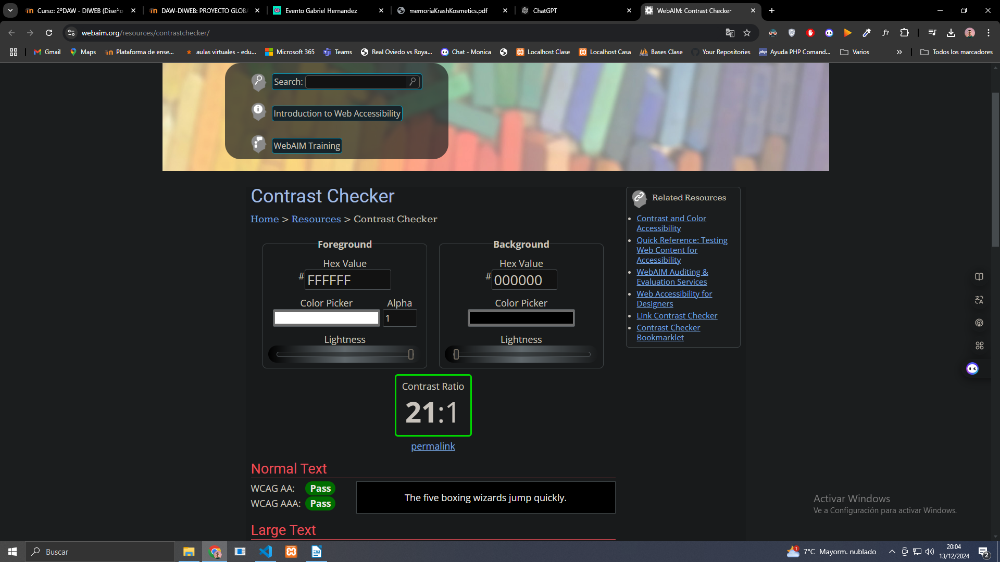 Curso: 2ºDAW - DIWEB (Diseño
DAW-DIWEB: PROYECTO GLOBA
Evento Gabriel Hernandez
memoriaKrashKosmetics.pdf
ChatGPT
WebAIM: Contrast Checker
webaim.org/resources/contrastchecker/
Gmail
Maps
Plataforma de ense...
aulas virtuales - edu...
Microsoft 365
Teams
Real Oviedo vs Roya...
Chat - Monica
Localhost Clase
Localhost Casa
Bases Clase
Your Repositories
Ayuda PHP Comand...
Varios
Todos los marcadores
Search:
Introduction to Web Accessibility
WebAIM Training
Contrast Checker
Home > Resources > Contrast Checker
Foreground
Hex Value
#FFFFFF
Color Picker
Alpha
1
Lightness
Background
Hex Value
#000000
Color Picker
Lightness
Contrast Ratio
21:1
permalink
Normal Text
WCAG AA: Pass
WCAG AAA: Pass
The five boxing wizards jump quickly.
Large Text
Related Resources
Contrast and Color
Accessibility
Quick Reference: Testing
Web Content for
Accessibility
WebAIM Auditing &
Evaluation Services
Web Accessibility for
Designers
Link Contrast Checker
Contrast Checker
Bookmarklet
Activar Windows
Ve a Configuración para activar Windows.
Buscar
1
7°C Mayorm. nublado
20:04
13/12/2024
2